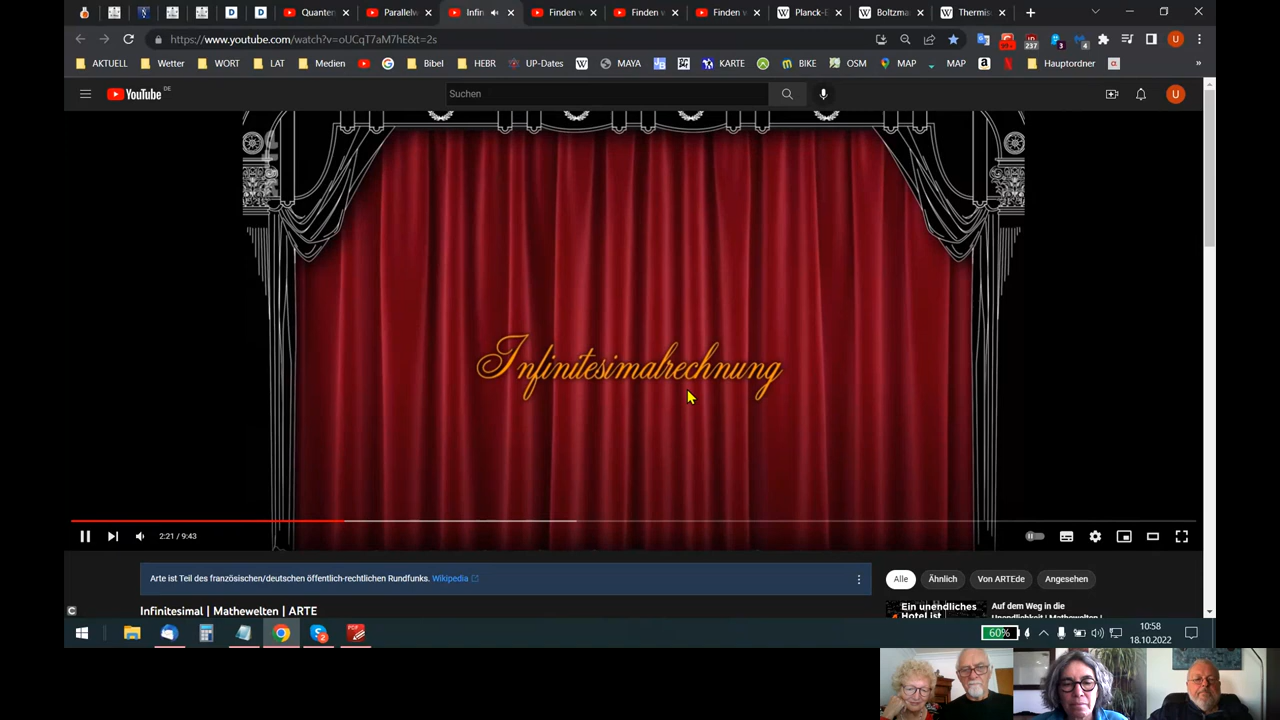 Quanten
Parallelw
Infin
Finden v
Finden v
Finden v
Planck-E
Boltzma
Thermis
https://www.youtube.com/watch?v=oUCqT7aM7hE&t=2s
AKTUELL
Wetter
WORT
LAT
Medien
Bibel
HEBR
UP-Dates
MAYA
KARTE
BIKE
OSM
MAP
MAP
Hauptordner
YouTube DE
Suchen
U
Infinitesimalrechnung
2:21 / 9:43
Arte ist Teil des französischen/deutschen öffentlich-rechtlichen Rundfunks. Wikipedia
Alle
Ähnlich
Von ARTEde
Angesehen
Infinitesimal | Mathewelten | ARTE
Ein unendliches
Hotel ist
Auf dem Weg in die
Unendlichkeit | Mathewelten |
60%
10:58
18.10.2022